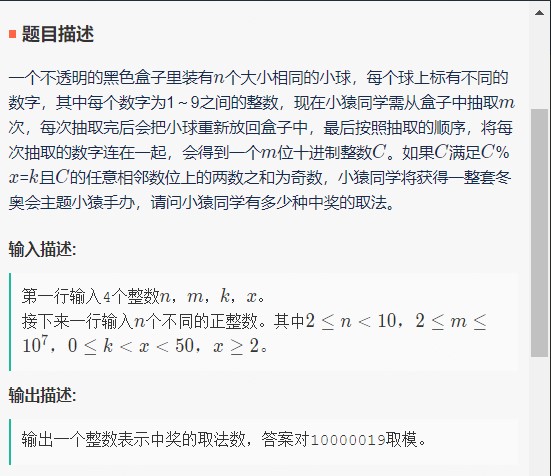 题目描述
一个不透明的黑色盒子里装有n个大小相同的小球，每个球上标有不同的
数字，其中每个数字为1～9之间的整数，现在小猿同学需从盒子中抽取m
次，每次抽取完后会把小球重新放回盒子中，最后按照抽取的顺序，将每
次抽取的数字连在一起，会得到一个m位十进制整数C。如果C满足C%
x=k且C的任意相邻数位上的两数之和为奇数，小猿同学将获得一整套冬
奥会主题小猿手办，请问小猿同学有多少种中奖的取法。
输入描述:
第一行输入4个整数n，m，k，x。
接下来一行输入n个不同的正整数。其中2 ≤ n < 10，2 ≤ m ≤
10⁷，0 ≤ k < x < 50，x ≥ 2。
输出描述:
输出一个整数表示中奖的取法数，答案对10000019取模。